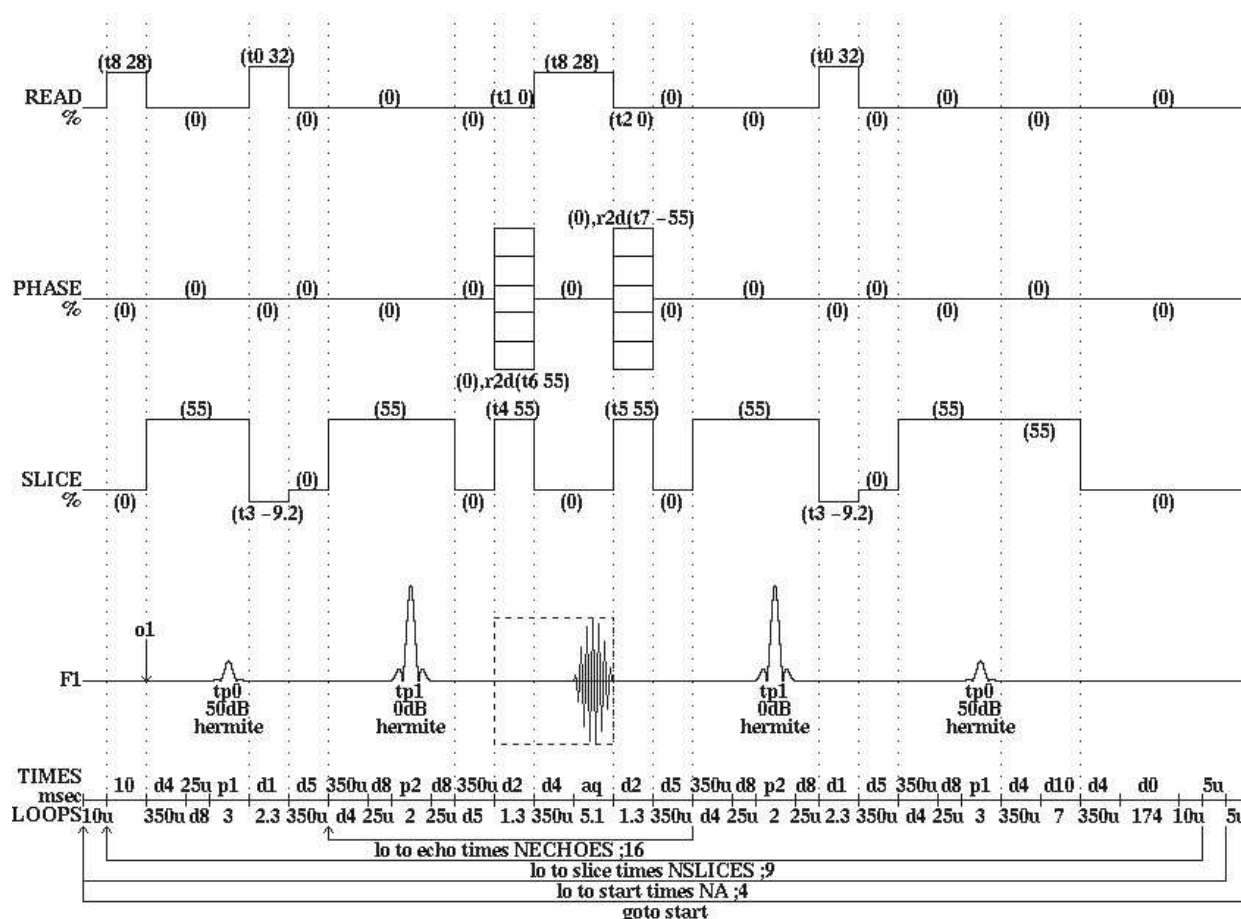 (t8 28) (t0 32) (t8 28) (t0 32)
READ (0) (t1 0) (0) (0) (0)
% (0) (0) (0) (t2 0) (0) (0) (0) (0)
(0),r2d(t7 −55)
PHASE (0) (0) (0) (0) (0) (0) (0) (0)
% (0) (0) (0) (0) (0) (0) (0) (0)
(0),r2d(t6 55)
(55) (55) (t4 55) (t5 55) (55) (55)
(55)
SLICE (0) (0)
% (0) (0) (0) (0) (0)
(t3 −9.2) (t3 −9.2)
o1
F1
tp0 tp1 tp1 tp0
50dB 0dB 0dB 50dB
hermite hermite hermite hermite
TIMES 10 d4 25u p1 d1 d5 350u d8 p2 d8 350u d2 d4 aq d2 d5 350u d8 p2 d8 d1 d5 350u d8 p1 d4 d10 d4 d0 5u
msec
LOOPS 10u 350u d8 3 2.3 350u d4 25u 2 25u d5 1.3 350u 5.1 1.3 350u d4 25u 2 25u 2.3 350u d4 25u 3 350u 7 350u 174 10u 5u
lo to echo times NECHOES ;16
lo to slice times NSLICES ;9
lo to start times NA ;4
goto start